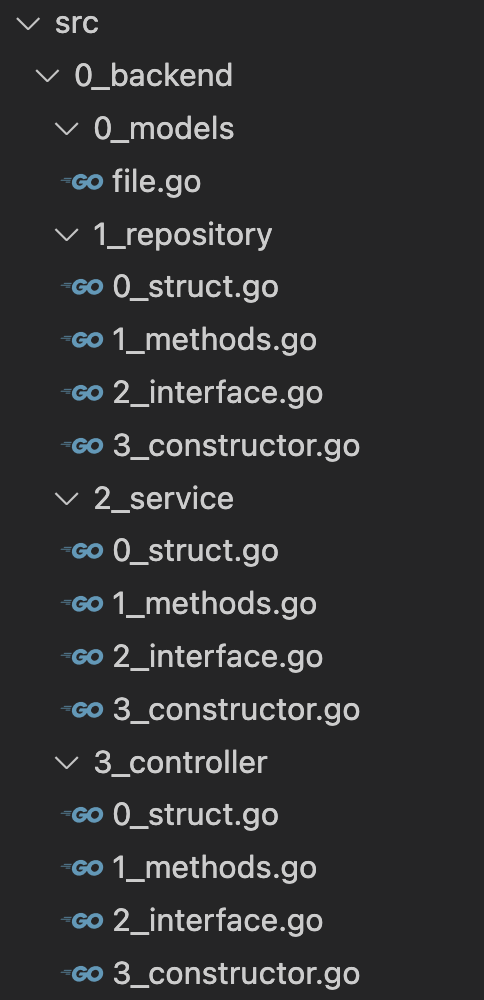 src
0_backend
0_models
GO file.go
1_repository
GO 0_struct.go
GO 1_methods.go
GO 2_interface.go
GO 3_constructor.go
2_service
GO 0_struct.go
GO 1_methods.go
GO 2_interface.go
GO 3_constructor.go
3_controller
GO 0_struct.go
GO 1_methods.go
GO 2_interface.go
GO 3_constructor.go